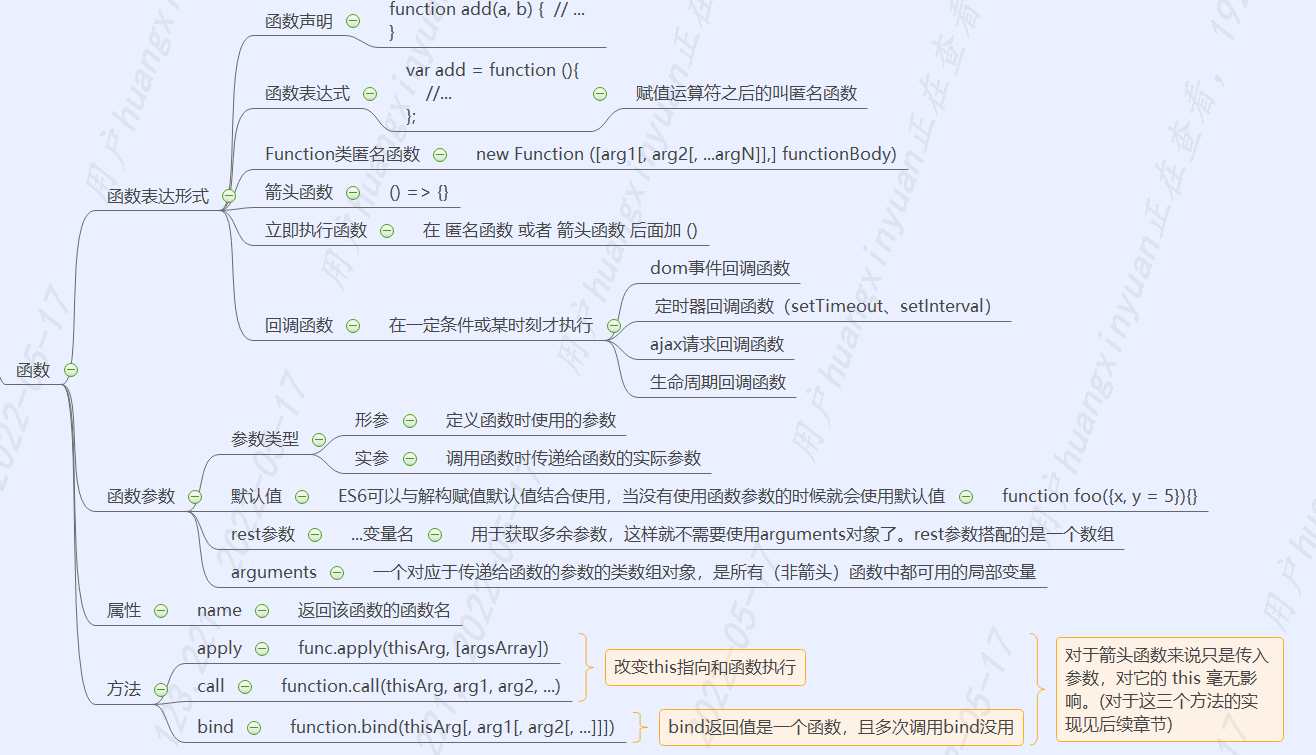 函数
函数表达形式
函数声明
function add(a, b) {  // ...
}
函数表达式
var add = function (){
//...
};
赋值运算符之后的叫匿名函数
Function类匿名函数
new Function ([arg1[, arg2[, ...argN]],] functionBody)
箭头函数
() => {}
立即执行函数
在 匿名函数 或者 箭头函数 后面加 ()
回调函数
在一定条件或某时刻才执行
dom事件回调函数
定时器回调函数（setTimeout、setInterval）
ajax请求回调函数
生命周期回调函数
函数参数
参数类型
形参
定义函数时使用的参数
实参
调用函数时传递给函数的实际参数
默认值
ES6可以与解构赋值默认值结合使用，当没有使用函数参数的时候就会使用默认值
function foo({x, y = 5}){}
rest参数
...变量名
用于获取多余参数，这样就不需要使用arguments对象了。rest参数搭配的是一个数组
arguments
一个对应于传递给函数的参数的类数组对象，是所有（非箭头）函数中都可用的局部变量
属性
name
返回该函数的函数名
方法
apply
func.apply(thisArg, [argsArray])
call
function.call(thisArg, arg1, arg2, ...)
改变this指向和函数执行
bind
function.bind(thisArg[, arg1[, arg2[, ...]]])
bind返回值是一个函数，且多次调用bind没用
对于箭头函数来说只是传入
参数，对它的 this 毫无影
响。(对于这三个方法的实
现见后续章节)
用户huangxinyuan正在查看，
2022-05-17